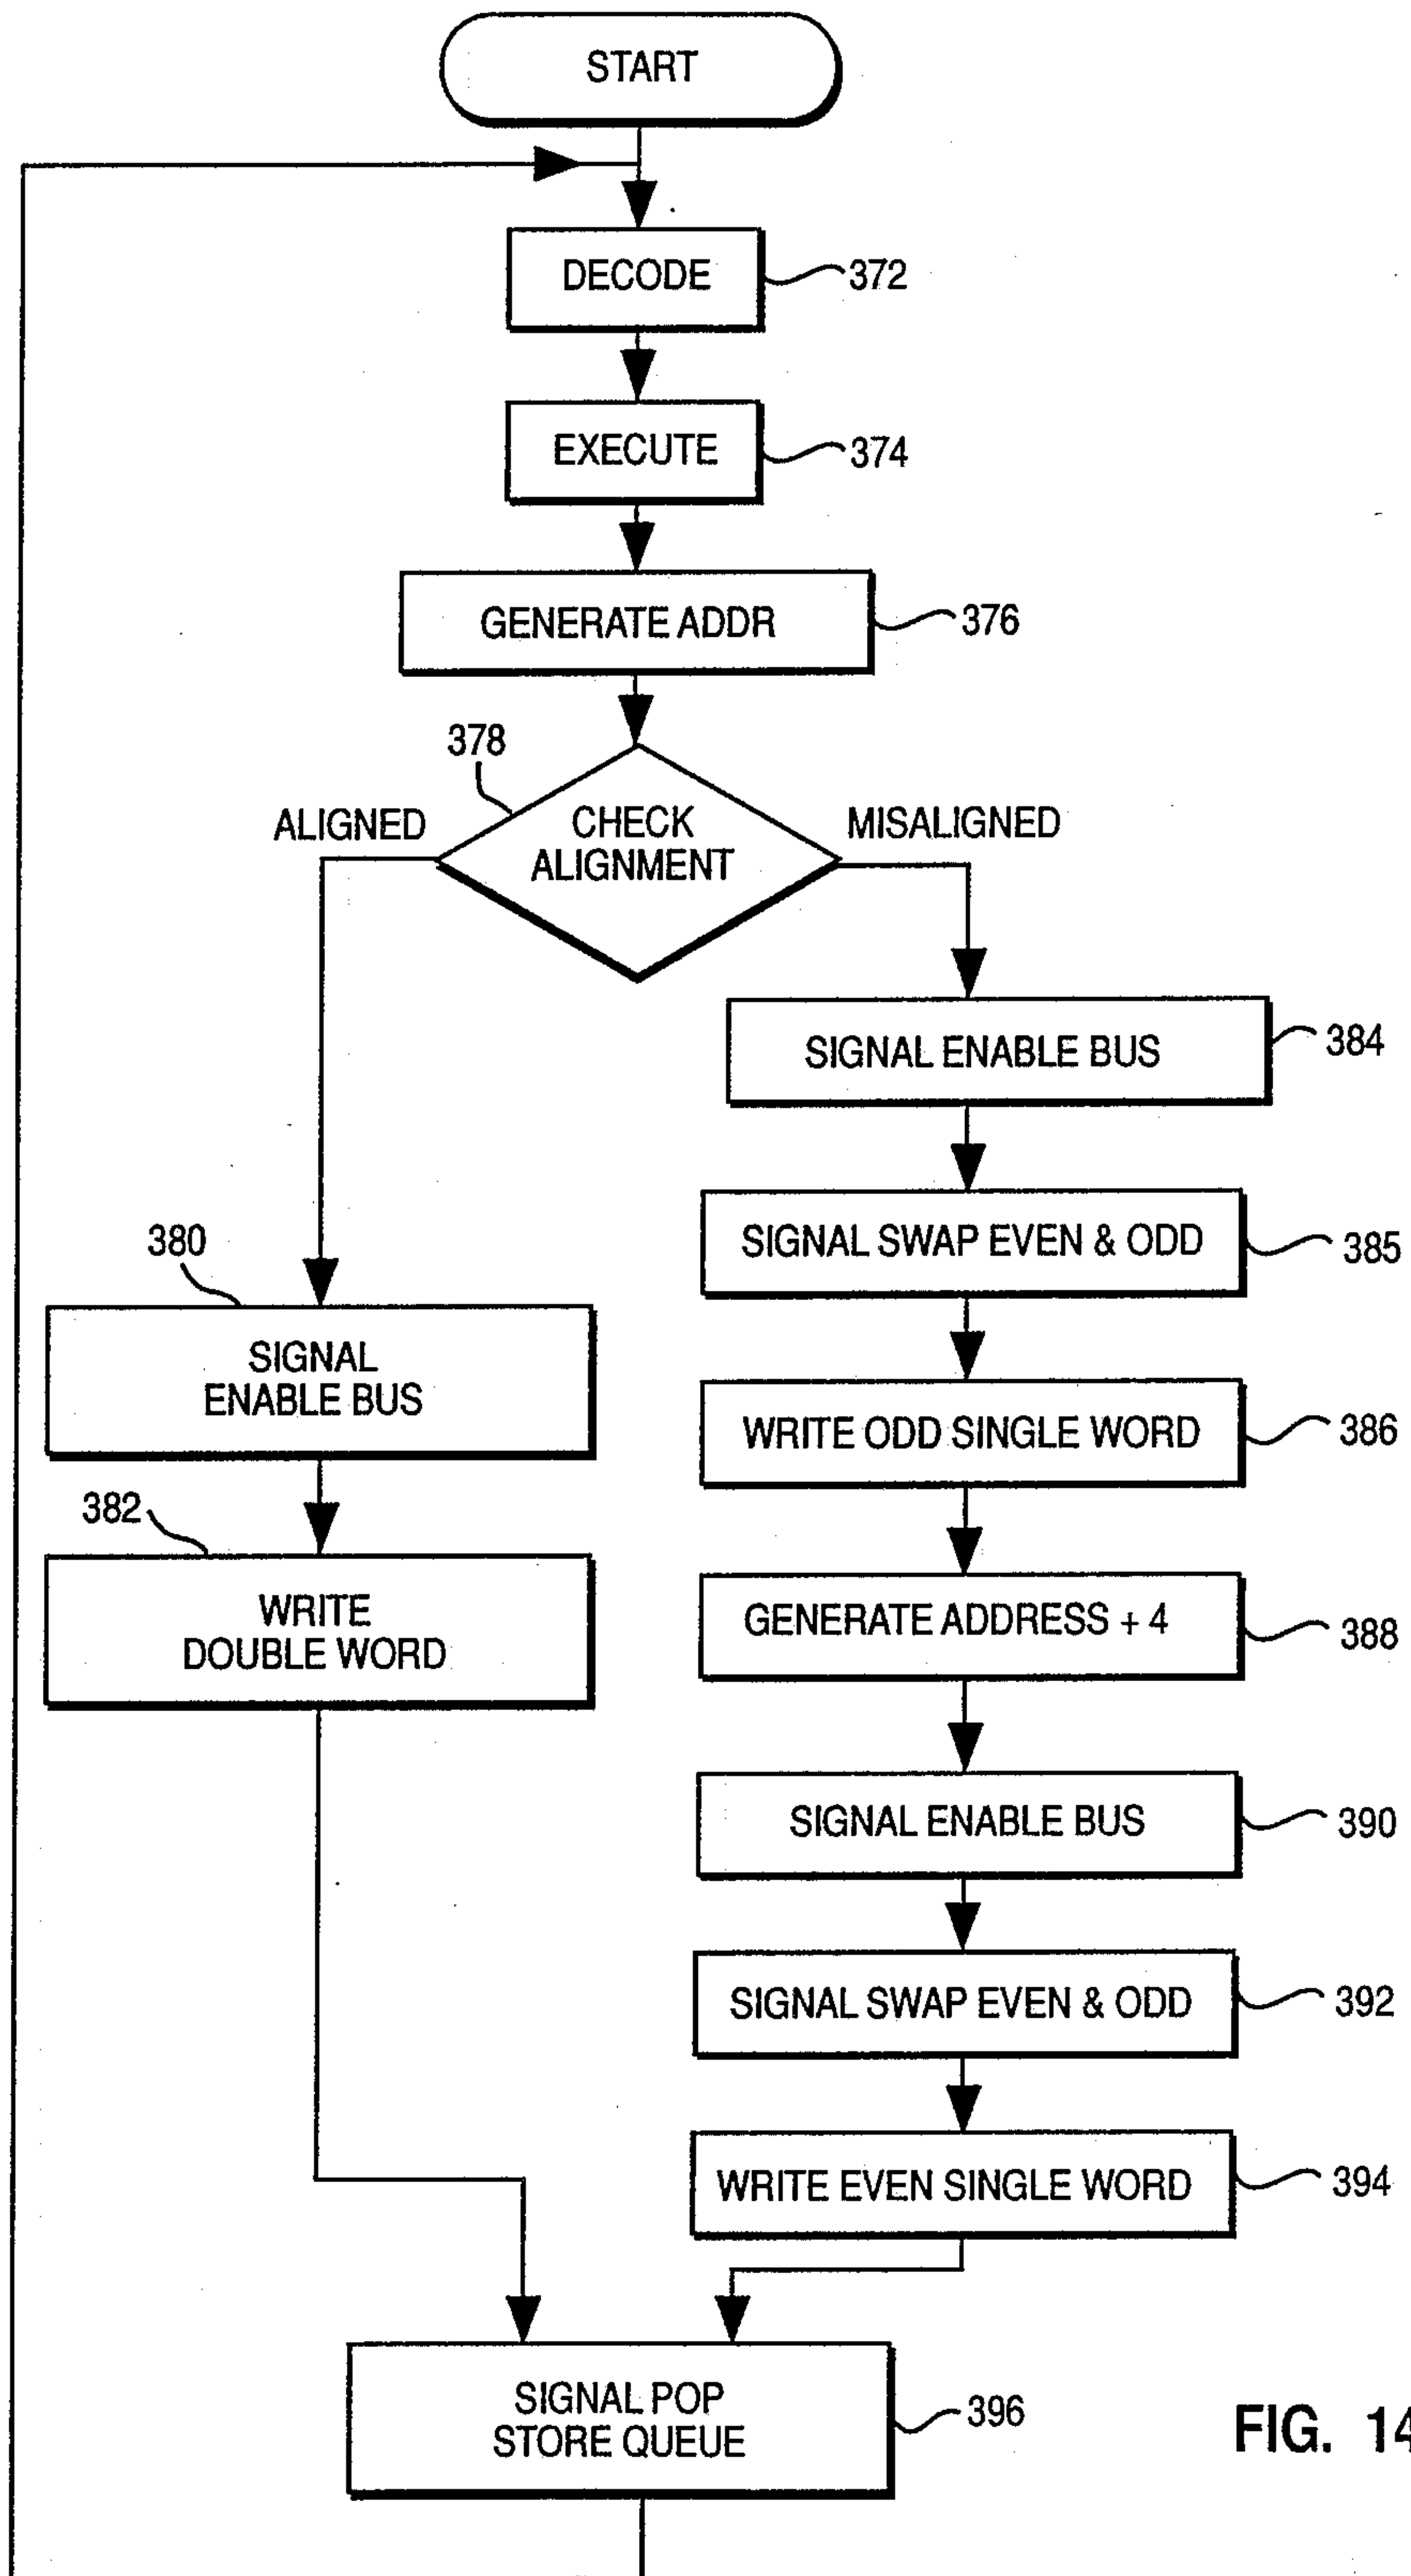 START
DECODE
372
EXECUTE
374
GENERATE ADDR
376
378
ALIGNED
CHECK
ALIGNMENT
MISALIGNED
SIGNAL ENABLE BUS
384
SIGNAL SWAP EVEN & ODD
385
380
SIGNAL
ENABLE BUS
WRITE ODD SINGLE WORD
386
382
WRITE
DOUBLE WORD
GENERATE ADDRESS + 4
388
SIGNAL ENABLE BUS
390
SIGNAL SWAP EVEN & ODD
392
WRITE EVEN SINGLE WORD
394
SIGNAL POP
STORE QUEUE
396
FIG. 14